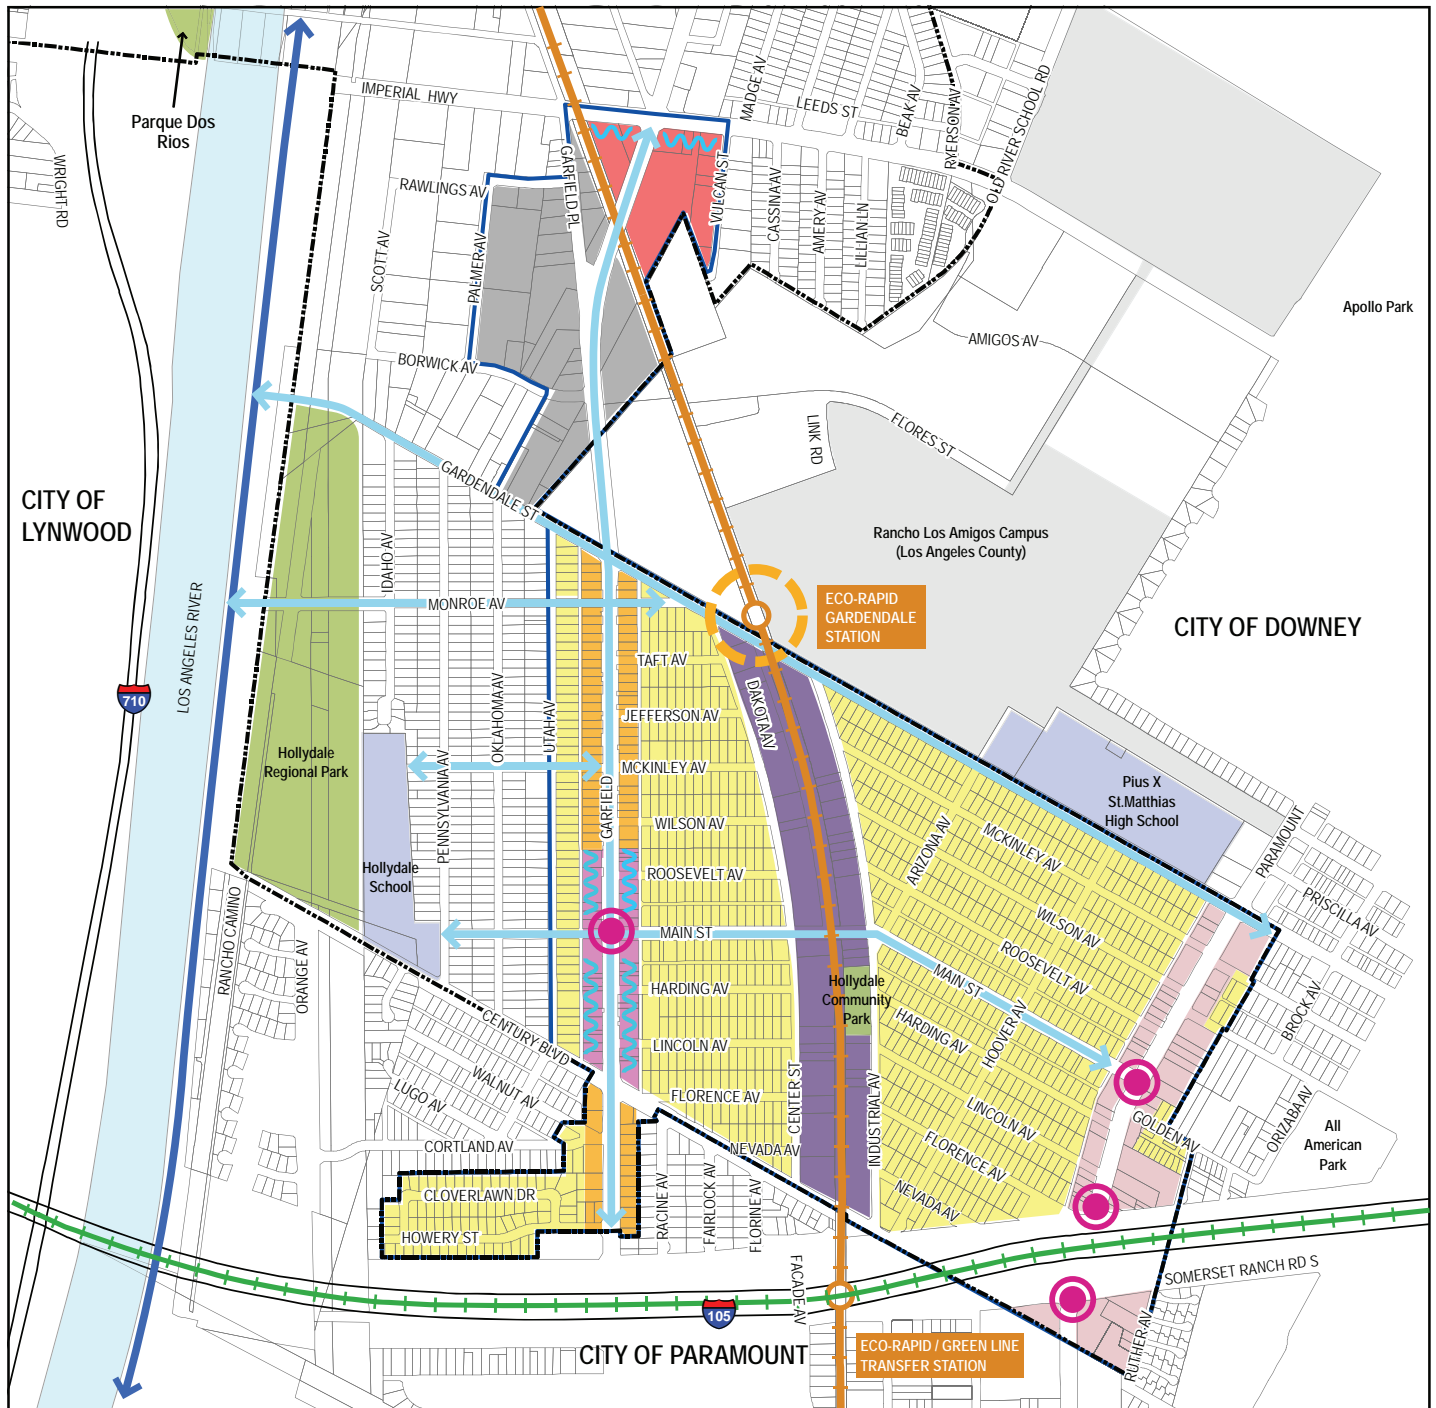 IMPERIAL HWY
MADGE AV
LEEDS ST
BEAK AV
RYERSON AV
OLD RIVER SCHOOL RD
Parque Dos
Rios
WRIGHT RD
GARFIELD PL
RAWLINGS AV
VULCAN ST
CASSINA AV
AMERY AV
LILLIAN LN
SCOTT AV
PALMER AV
Apollo Park
AMIGOS AV
BORWICK AV
LINK RD
FLORES ST
GARDENDALE ST
CITY OF
LYNWOOD
Rancho Los Amigos Campus
(Los Angeles County)
IDAHO AV
LOS ANGELES RIVER
MONROE AV
ECO-RAPID
GARDENDALE
STATION
CITY OF DOWNEY
TAFT AV
710
OKLAHOMA AV
UTAH AV
JEFFERSON AV
DAKOTA AV
Hollydale
Regional Park
PENNSYLVANIA AV
MCKINLEY AV
GARFIELD
Pius X
St.Matthias
High School
WILSON AV
ARIZONA AV
MCKINLEY AV
PARAMOUNT
Hollydale
School
ROOSEVELT AV
PRISCILLA AV
RANCHO CAMINO
ORANGE AV
MAIN ST
WILSON AV
ROOSEVELT AV
MAIN ST
HARDING AV
Hollydale
Community
Park
BROCK AV
CENTURY BLVD
HARDING AV
HOOVER AV
LINCOLN AV
WALNUT AV
LUGO AV
FLORENCE AV
CENTER ST
INDUSTRIAL AV
LINCOLN AV
GOLDEN AV
ORIZABA AV
All
American
Park
CORTLAND AV
NEVADA AV
FLORENCE AV
CLOVERLAWN DR
RACINE AV
FAIRLOCK AV
FLORINE AV
NEVADA AV
HOWERY ST
FACADE AV
SOMERSET RANCH RD S
105
RUTHER AV
CITY OF PARAMOUNT
ECO-RAPID / GREEN LINE
TRANSFER STATION